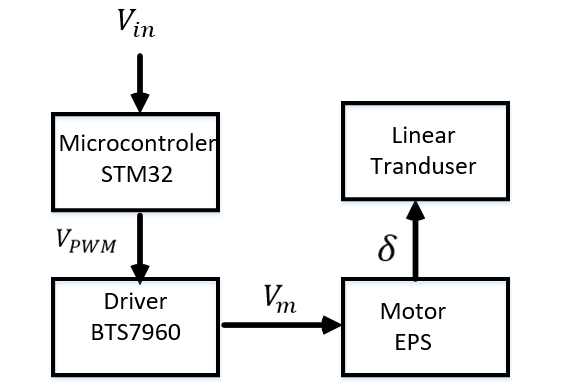 V_in
Microcontroler
STM32
V_PWM
Driver
BTS7960
V_m
Motor
EPS
δ
Linear
Tranduser